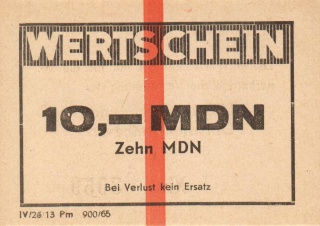 WERTSCHEIN
10,— MDN
Zehn MDN
Bei Verlust kein Ersatz
IV/26 13 Pm 900/65